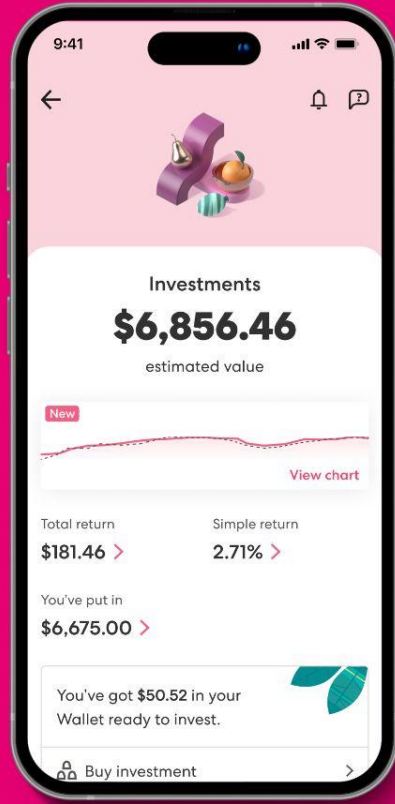 9:41
Investments
$6,856.46
estimated value
New
View chart
Total return
Simple return
$181.46 >
2.71% >
You've put in
$6,675.00 >
You've got $50.52 in your
Wallet ready to invest.
Buy investment >